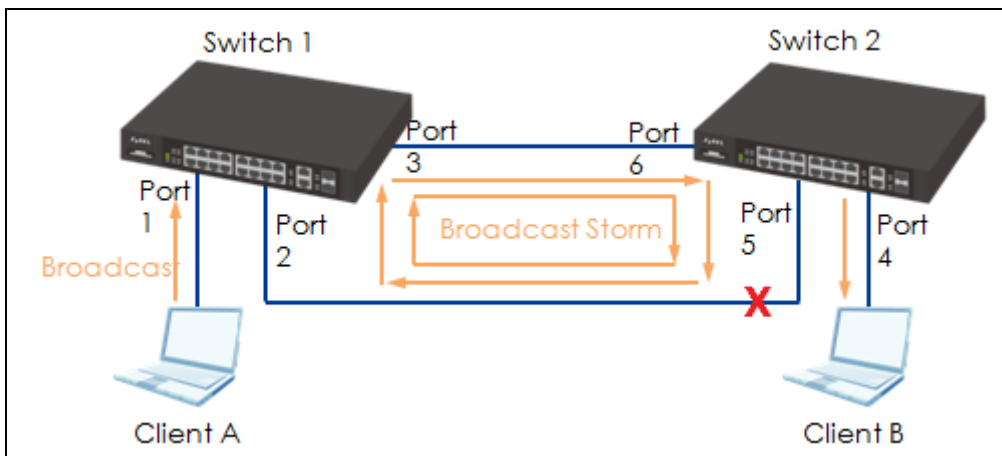 Switch 1
Switch 2
Port
3
Port
6
Port
1
Port
2
Broadcast Storm
Port
5
Port
4
Broadcast
X
Client A
Client B